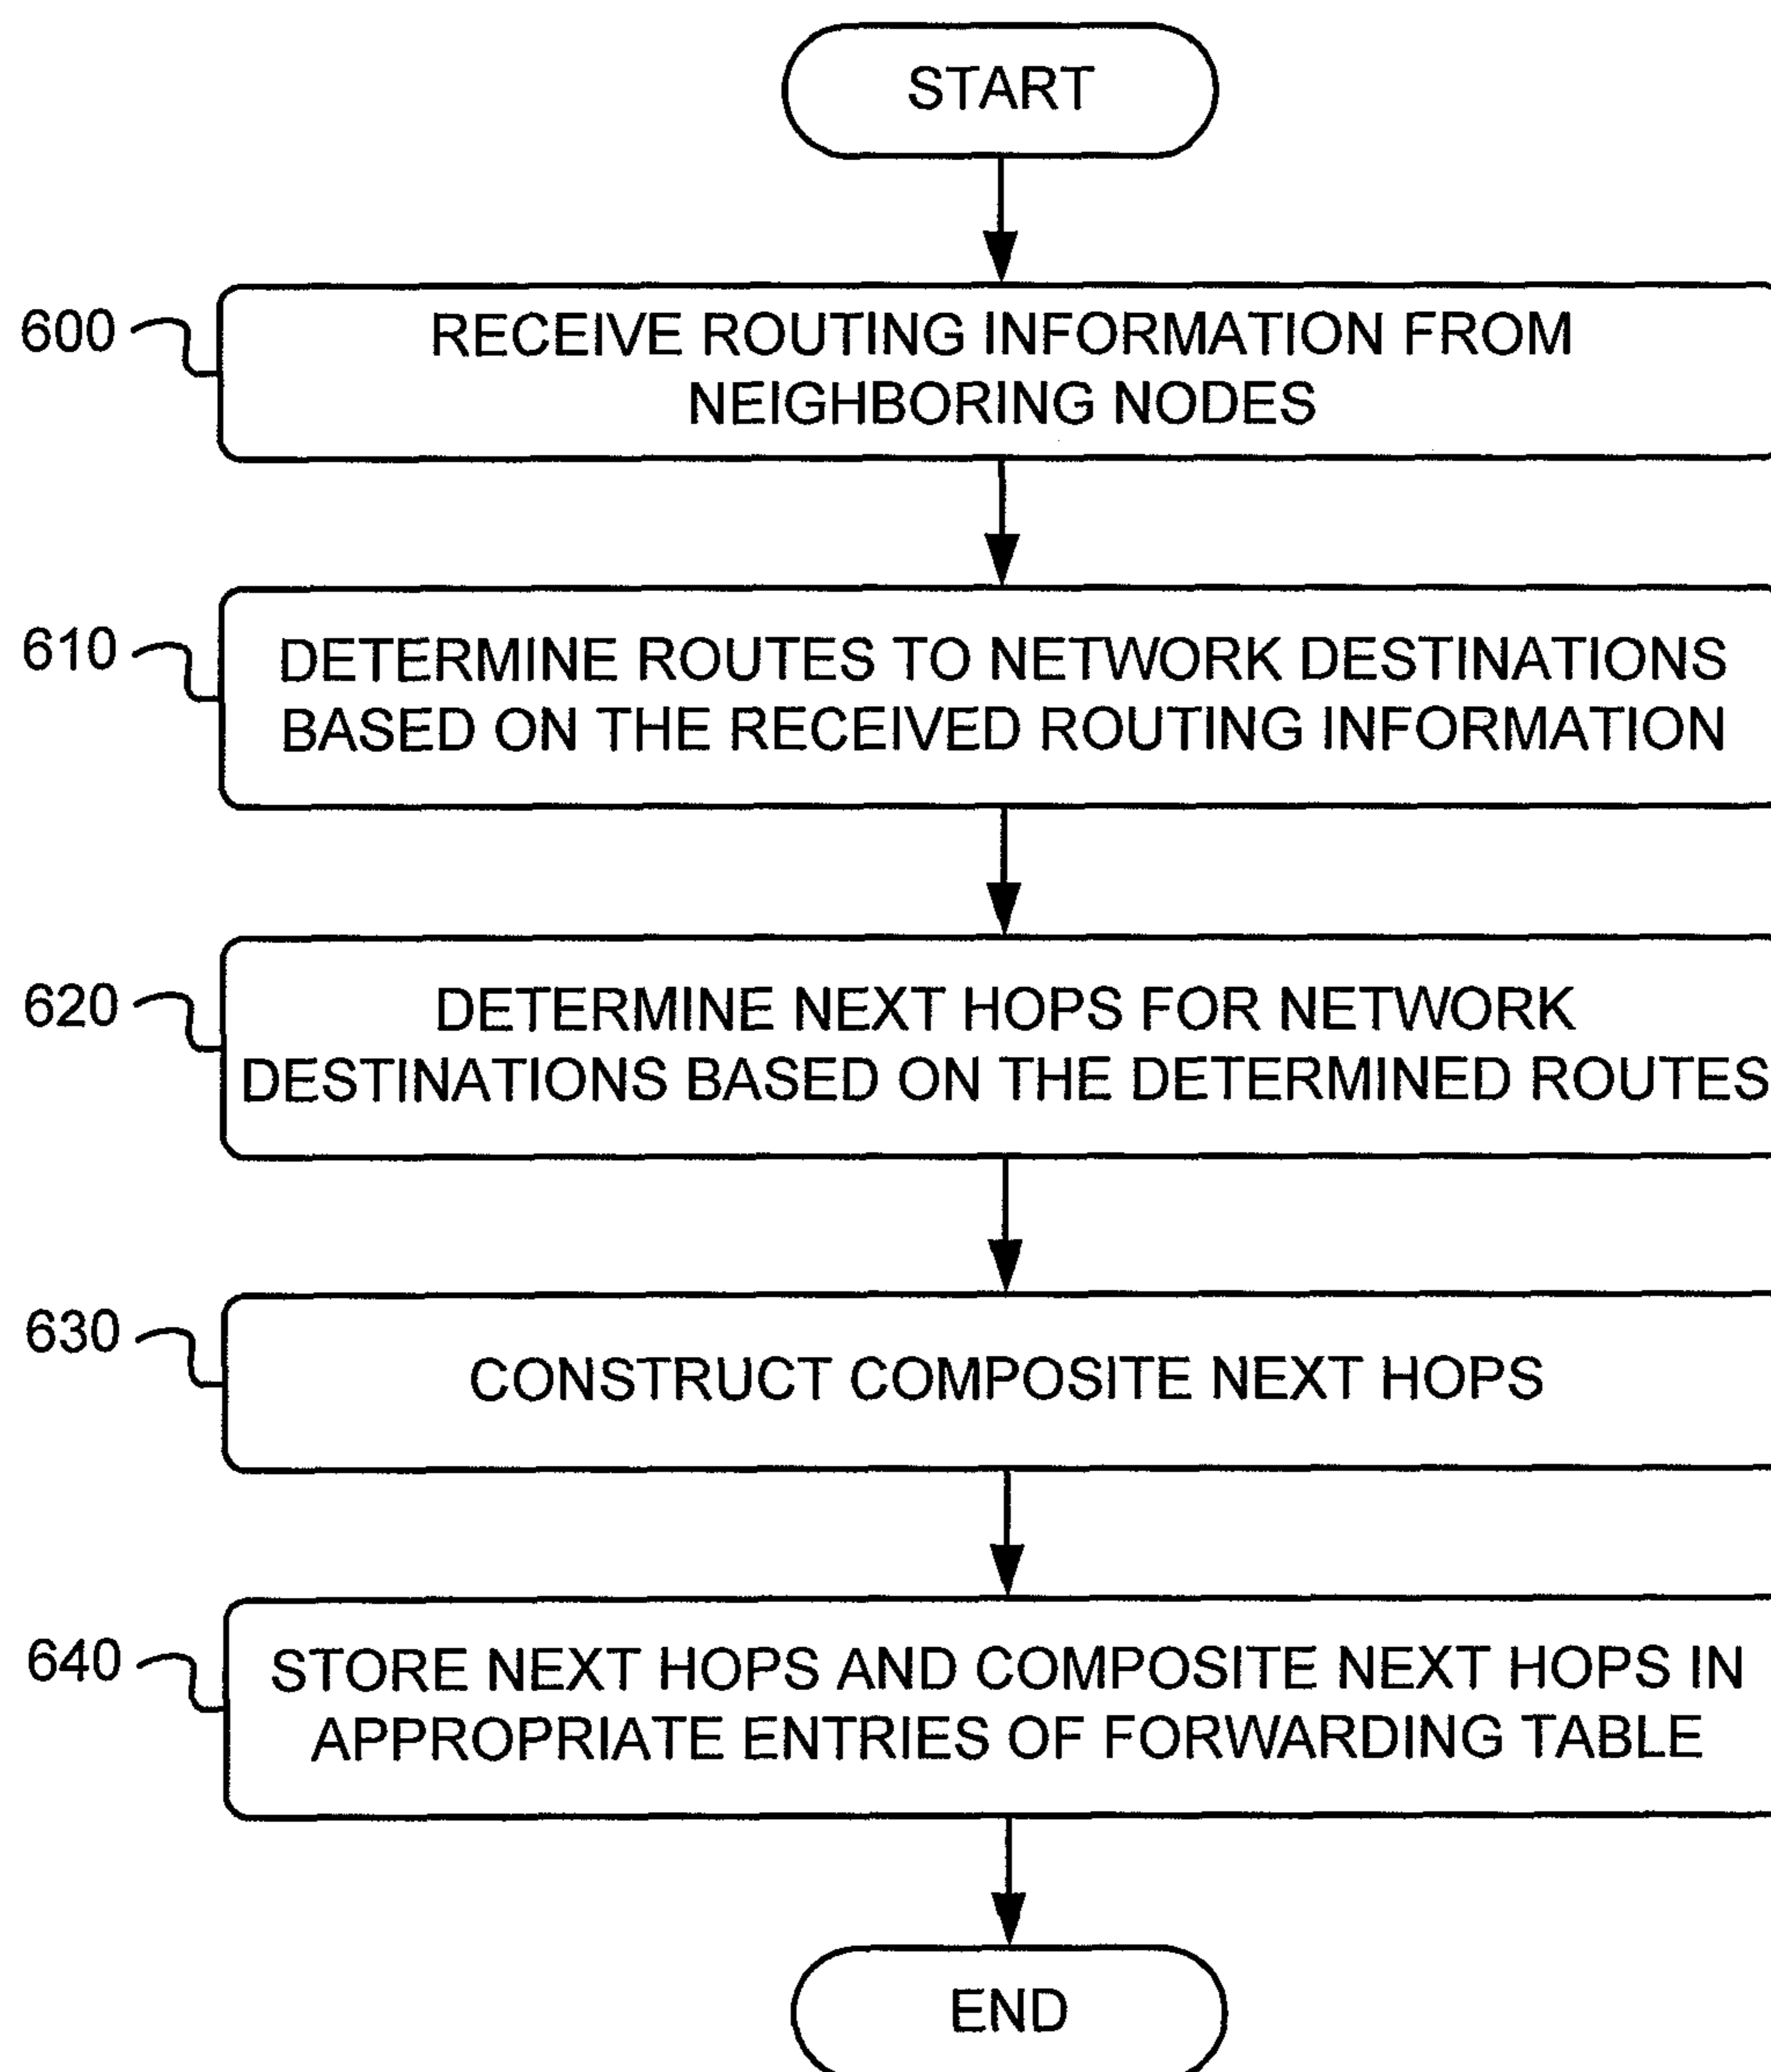 START
600
RECEIVE ROUTING INFORMATION FROM
NEIGHBORING NODES
610
DETERMINE ROUTES TO NETWORK DESTINATIONS
BASED ON THE RECEIVED ROUTING INFORMATION
620
DETERMINE NEXT HOPS FOR NETWORK
DESTINATIONS BASED ON THE DETERMINED ROUTES
630
CONSTRUCT COMPOSITE NEXT HOPS
640
STORE NEXT HOPS AND COMPOSITE NEXT HOPS IN
APPROPRIATE ENTRIES OF FORWARDING TABLE
END